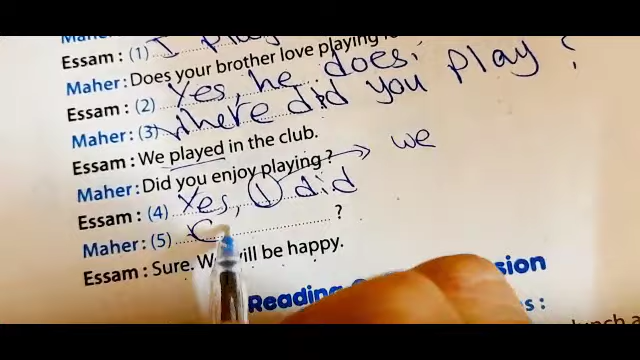 Essam : (1) I play
Maher : Does your brother love playing
Essam : (2) Yes, he does.
Maher : (3) where did you play ?
Essam : We played in the club.
Maher : Did you enjoy playing ? we
Essam : (4) Yes, I did
Maher : (5) C ?
Essam : Sure. We will be happy.
Reading